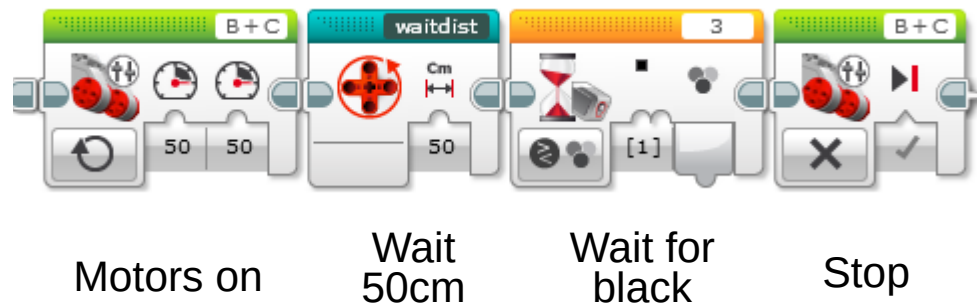 B+C
waitdist
3
B+C
Cm
50
50
50
[1]
Motors on
Wait
50cm
Wait for
black
Stop